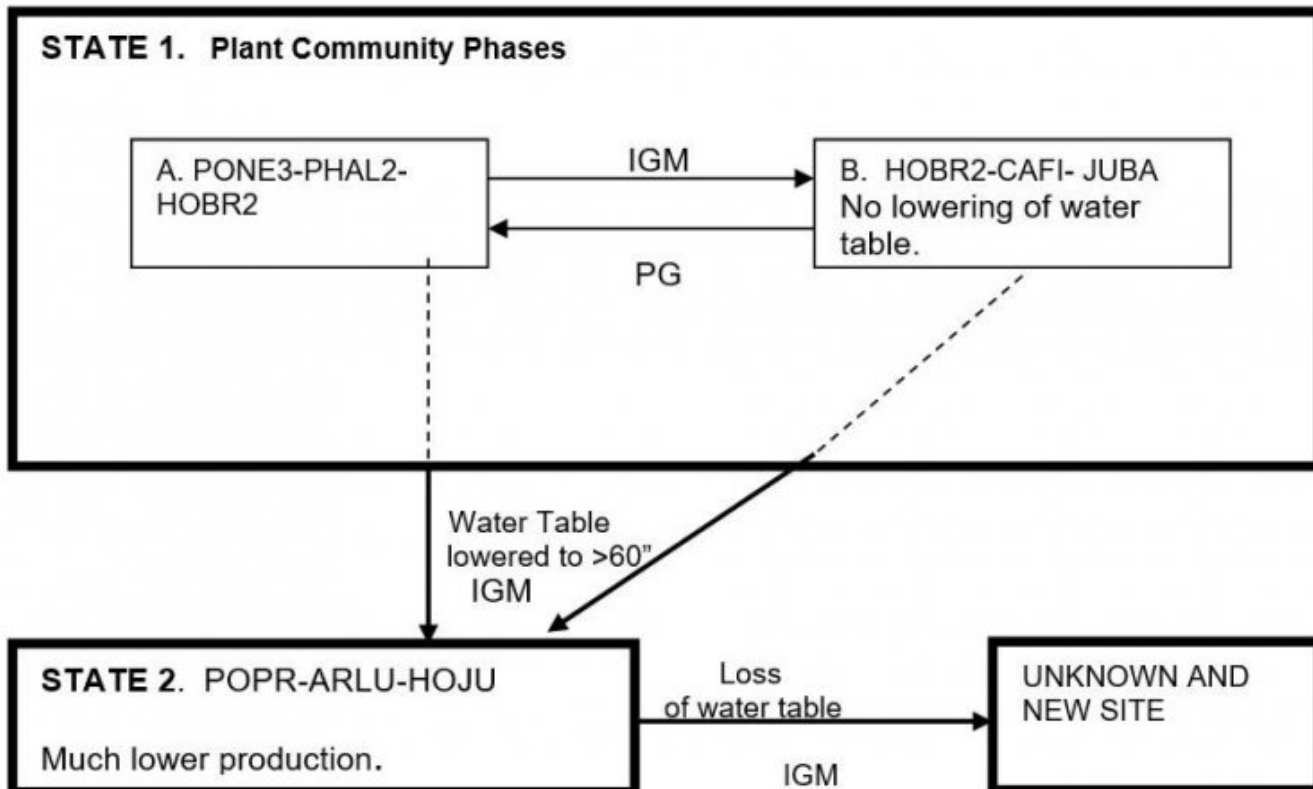 STATE 1. Plant Community Phases
A. PONE3-PHAL2-
HOBR2
IGM
PG
B. HOBR2-CAFI- JUBA
No lowering of water
table.
Water Table
lowered to >60”
IGM
STATE 2. POPR-ARLU-HOJU
Much lower production.
Loss
of water table
IGM
UNKNOWN AND
NEW SITE